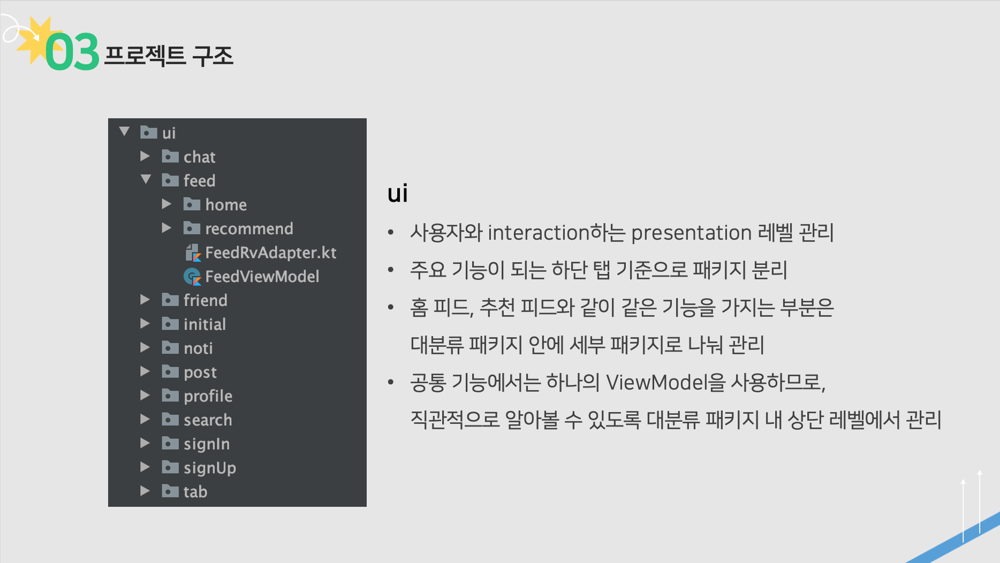 03 프로젝트 구조
ui
chat
feed
home
recommend
FeedRvAdapter.kt
FeedViewModel
friend
initial
noti
post
profile
search
signIn
signUp
tab
ui
• 사용자와 interaction하는 presentation 레벨 관리
• 주요 기능이 되는 하단 탭 기준으로 패키지 분리
• 홈 피드, 추천 피드와 같이 같은 기능을 가지는 부분은
대분류 패키지 안에 세부 패키지로 나눠 관리
• 공통 기능에서는 하나의 ViewModel을 사용하므로,
직관적으로 알아볼 수 있도록 대분류 패키지 내 상단 레벨에서 관리